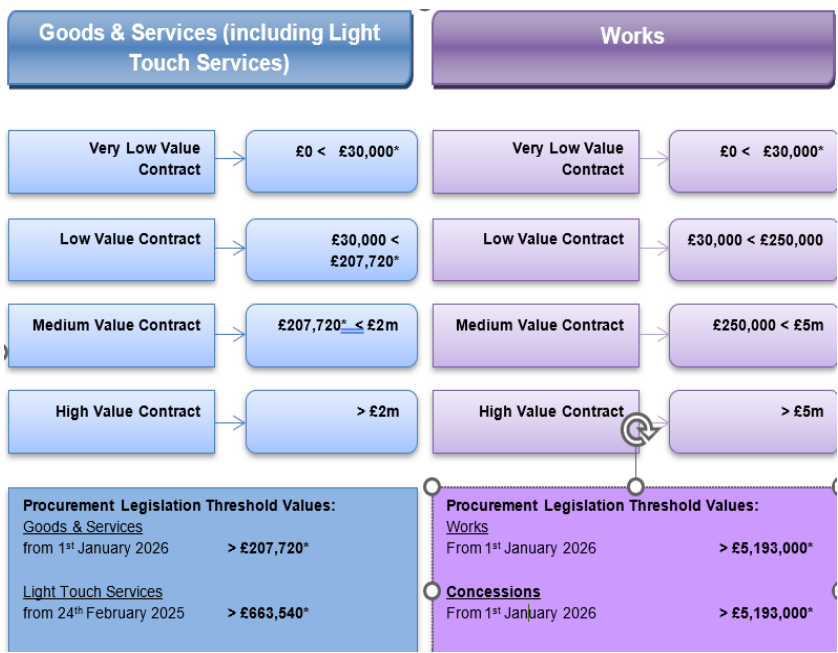 Goods & Services (including Light
Touch Services)
Works
Very Low Value
Contract
£0 <  £30,000*
Very Low Value
Contract
£0 <  £30,000*
Low Value Contract
£30,000 <
£207,720*
Low Value Contract
£30,000 < £250,000
Medium Value Contract
£207,720* < £2m
Medium Value Contract
£250,000 < £5m
High Value Contract
> £2m
High Value Contract
> £5m
Procurement Legislation Threshold Values:
Goods & Services
from 1st January 2026 > £207,720*
Light Touch Services
from 24th February 2025 > £663,540*
Procurement Legislation Threshold Values:
Works
From 1st January 2026 > £5,193,000*
Concessions
From 1st January 2026 > £5,193,000*